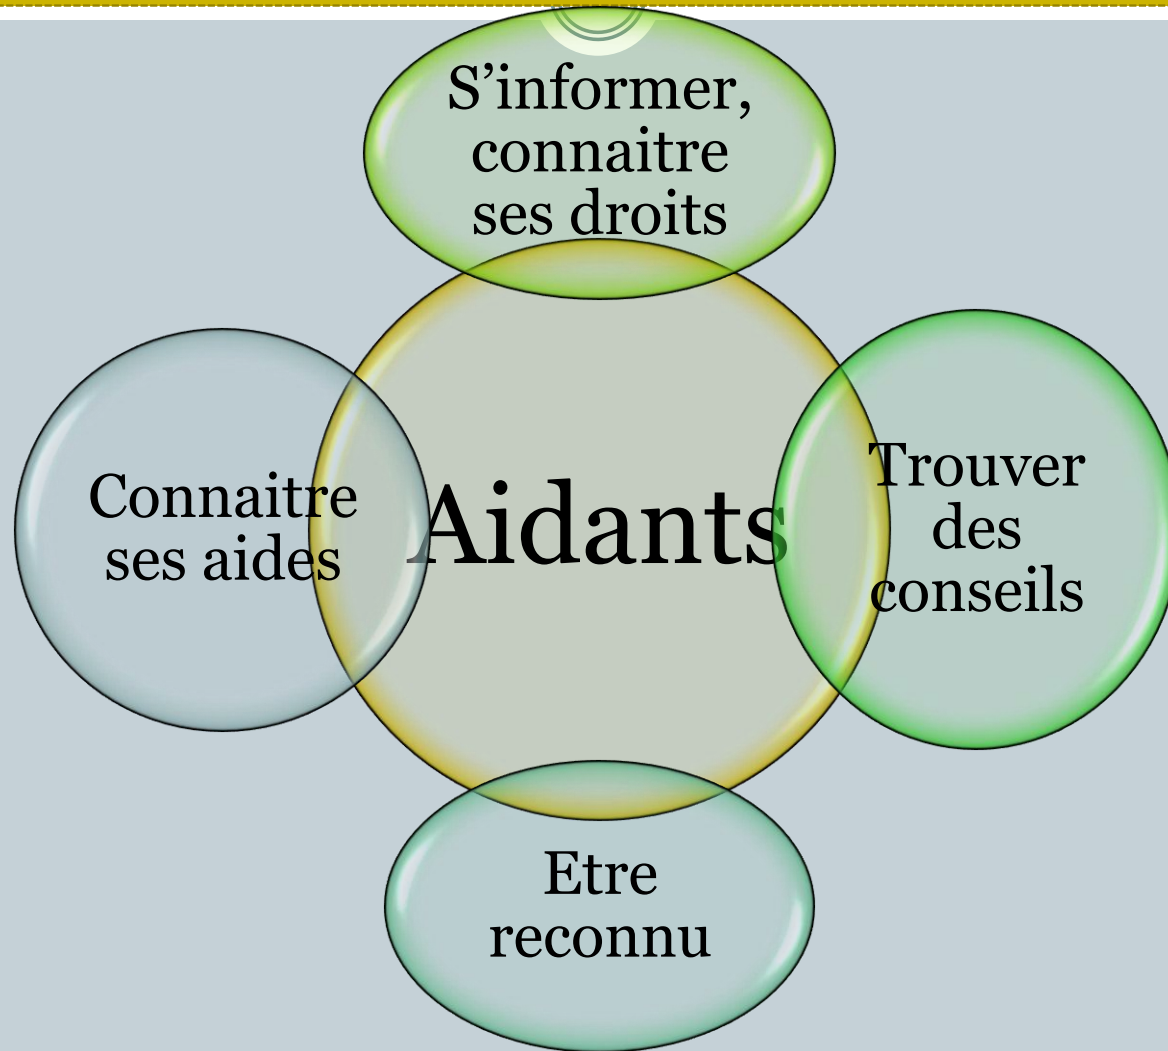 S’informer,
connaitre
ses droits
Connaitre
ses aides
Aidants
Trouver
des
conseils
Etre
reconnu